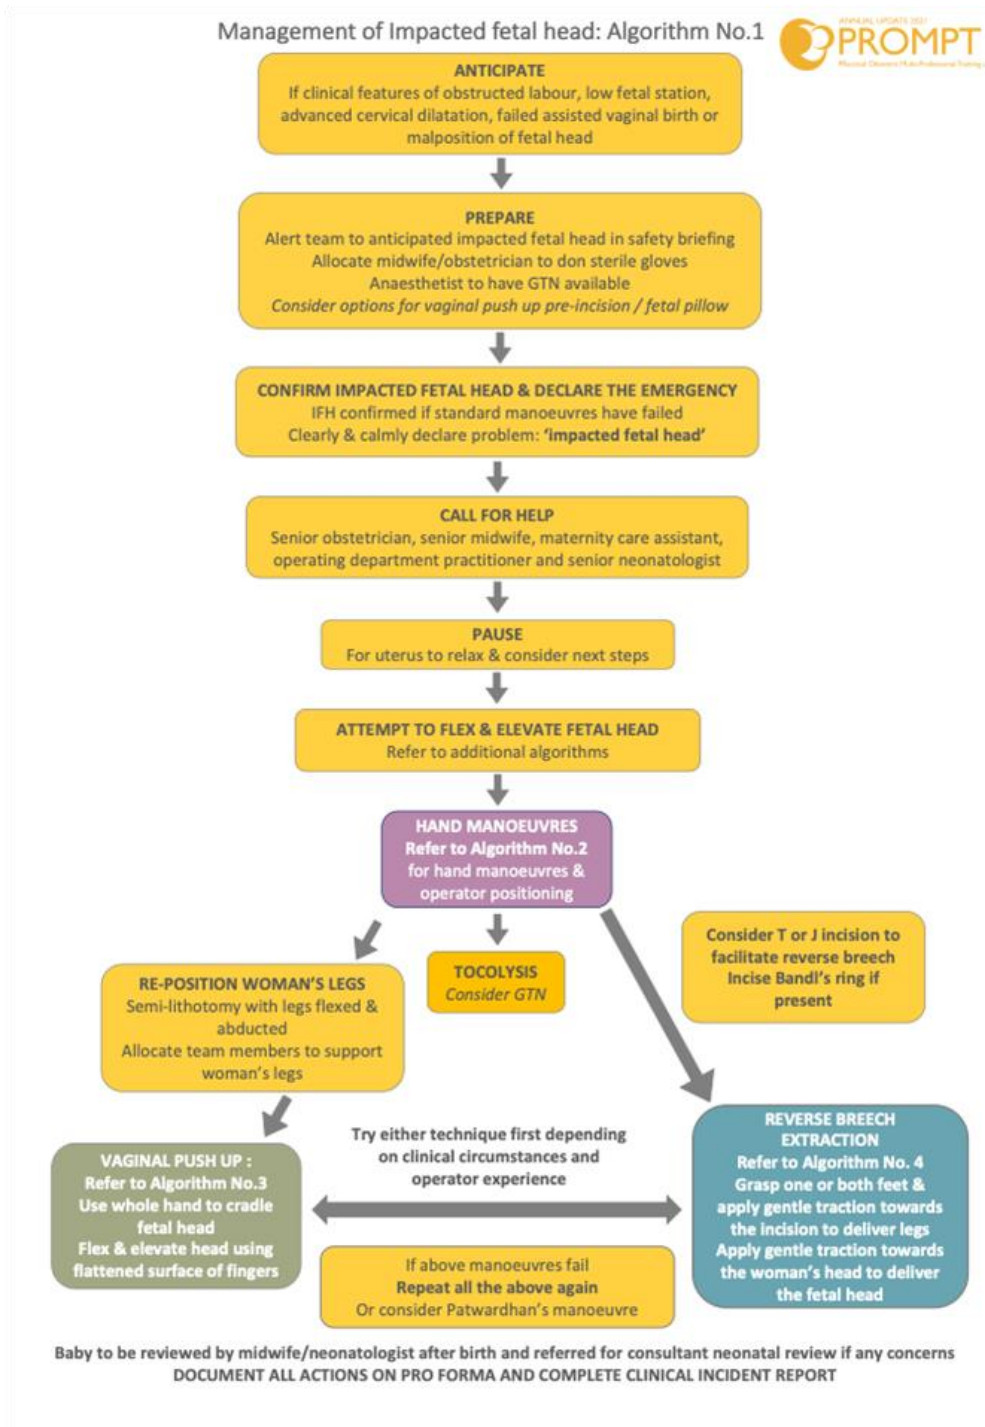 Management of Impacted fetal head: Algorithm No.1
ANNUAL UPDATE 2021
PROMPT
ANTICIPATE
If clinical features of obstructed labour, low fetal station,
advanced cervical dilatation, failed assisted vaginal birth or
malposition of fetal head
PREPARE
Alert team to anticipated impacted fetal head in safety briefing
Allocate midwife/obstetrician to don sterile gloves
Anaesthetist to have GTN available
Consider options for vaginal push up pre-incision / fetal pillow
CONFIRM IMPACTED FETAL HEAD & DECLARE THE EMERGENCY
IFH confirmed if standard manoeuvres have failed
Clearly & calmly declare problem: ‘impacted fetal head’
CALL FOR HELP
Senior obstetrician, senior midwife, maternity care assistant,
operating department practitioner and senior neonatologist
PAUSE
For uterus to relax & consider next steps
ATTEMPT TO FLEX & ELEVATE FETAL HEAD
Refer to additional algorithms
HAND MANOEUVRES
Refer to Algorithm No.2
for hand manoeuvres &
operator positioning
RE-POSITION WOMAN'S LEGS
Semi-lithotomy with legs flexed &
abducted
Allocate team members to support
woman's legs
TOCOLYSIS
Consider GTN
Consider T or J incision to
facilitate reverse breech
Incise Bandl's ring if
present
VAGINAL PUSH UP :
Refer to Algorithm No.3
Use whole hand to cradle
fetal head
Flex & elevate head using
flattened surface of fingers
Try either technique first depending
on clinical circumstances and
operator experience
REVERSE BREECH
EXTRACTION
Refer to Algorithm No. 4
Grasp one or both feet &
apply gentle traction towards
the incision to deliver legs
Apply gentle traction towards
the woman's head to deliver
the fetal head
If above manoeuvres fail
Repeat all the above again
Or consider Patwardhan's manoeuvre
Baby to be reviewed by midwife/neonatologist after birth and referred for consultant neonatal review if any concerns
DOCUMENT ALL ACTIONS ON PRO FORMA AND COMPLETE CLINICAL INCIDENT REPORT